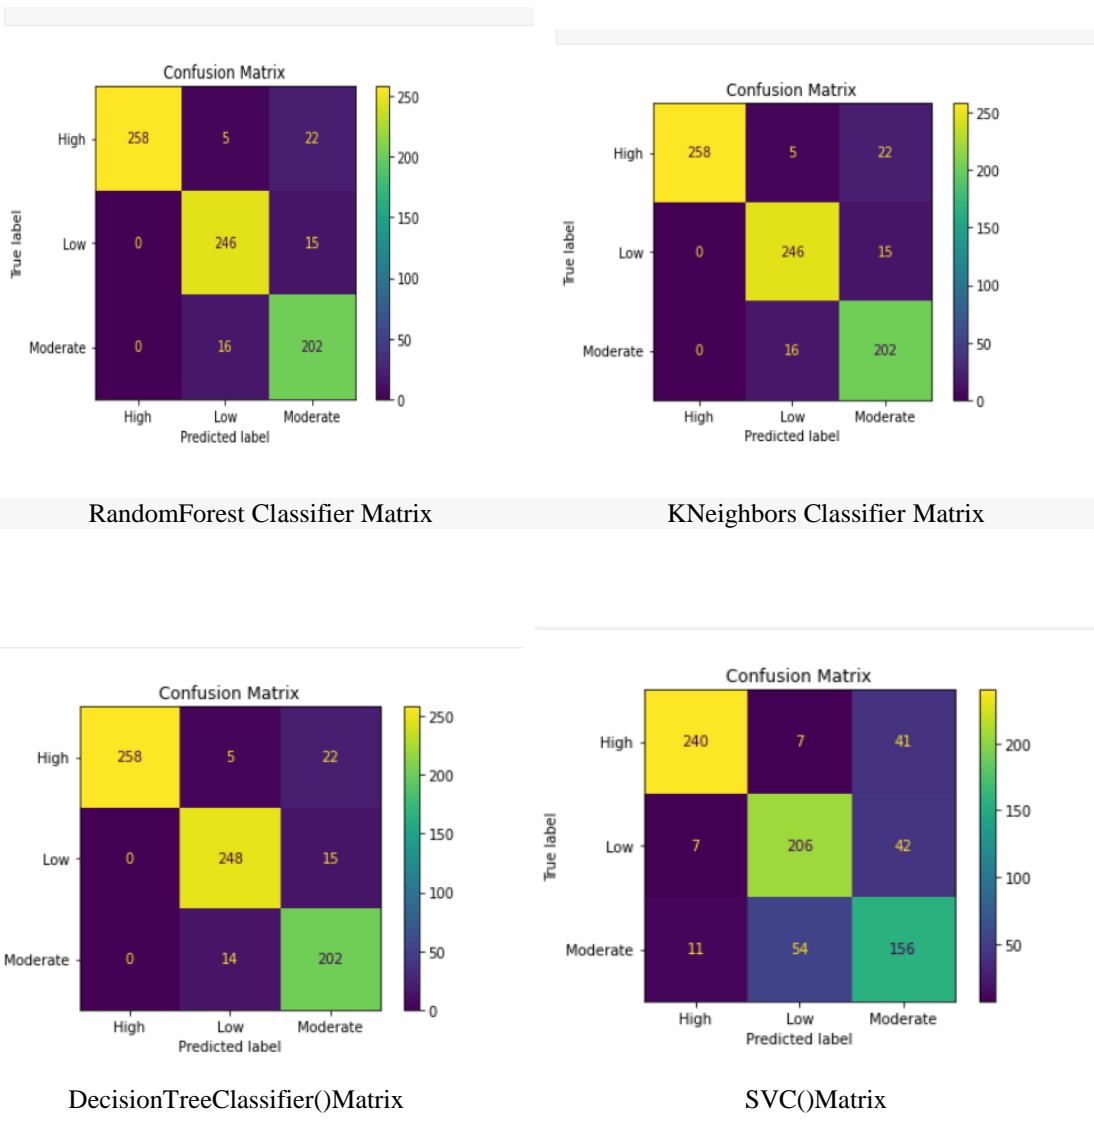 Confusion Matrix
High 258 5 22
Low 0 246 15
Moderate 0 16 202
High Low Moderate
Predicted label
True label
250
200
150
100
50
0
RandomForest Classifier Matrix
Confusion Matrix
High 258 5 22
Low 0 246 15
Moderate 0 16 202
High Low Moderate
Predicted label
True label
250
200
150
100
50
0
KNeighbors Classifier Matrix
Confusion Matrix
High 258 5 22
Low 0 248 15
Moderate 0 14 202
High Low Moderate
Predicted label
250
200
150
100
50
0
DecisionTreeClassifier()Matrix
Confusion Matrix
High 240 7 41
Low 7 206 42
Moderate 11 54 156
High Low Moderate
Predicted label
True label
200
150
100
50
SVC()Matrix